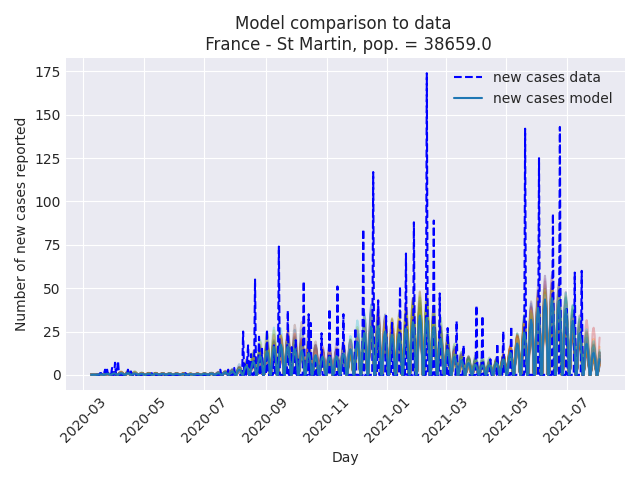 Model comparison to data
France - St Martin, pop. = 38659.0
new cases data
new cases model
Number of new cases reported
175
150
125
100
75
50
25
0
2020-03
2020-05
2020-07
2020-09
2020-11
2021-01
2021-03
2021-05
2021-07
Day